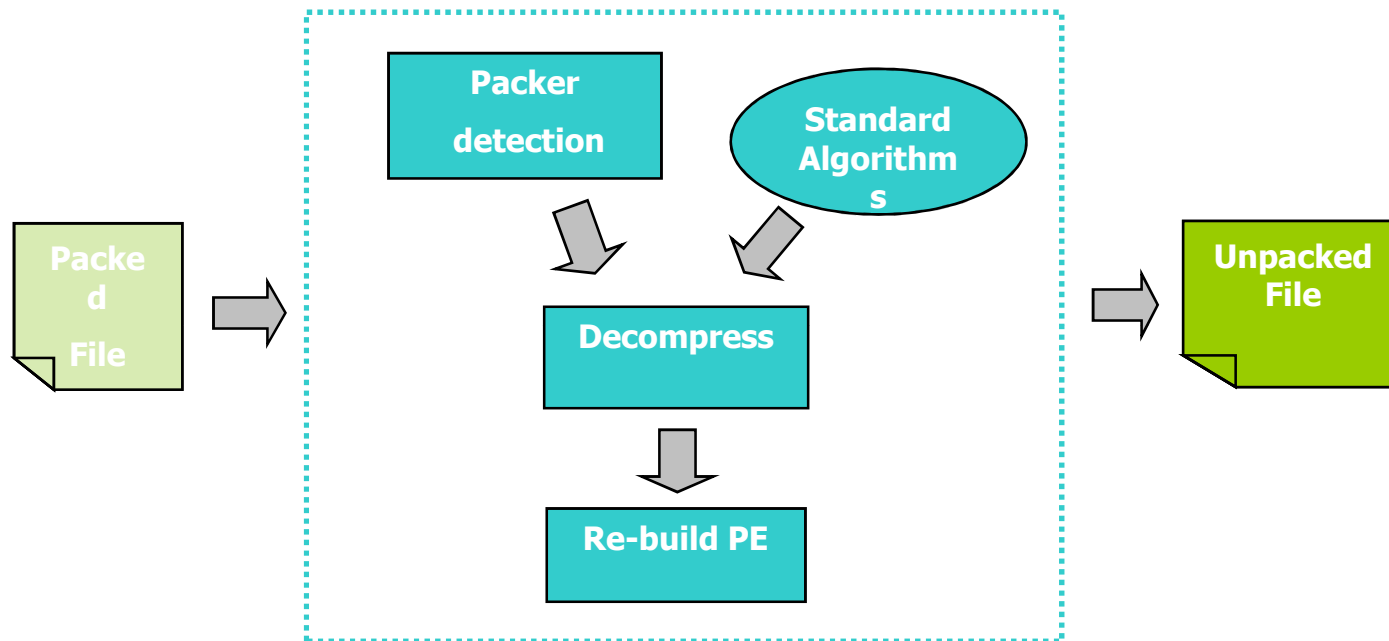 Packer
detection
Standard
Algorithm
s
Packe
d
File
Unpacked
File
Decompress
Re-build PE